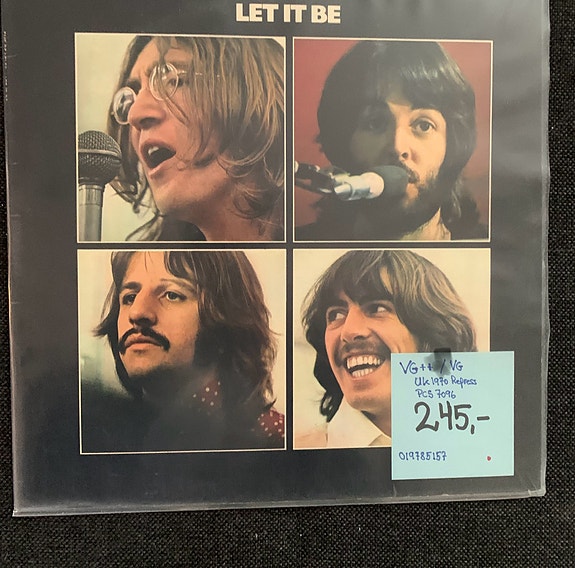 LET IT BE
VG++ / VG
UK 1970 Repress
PCS 7096
245,-
019785157